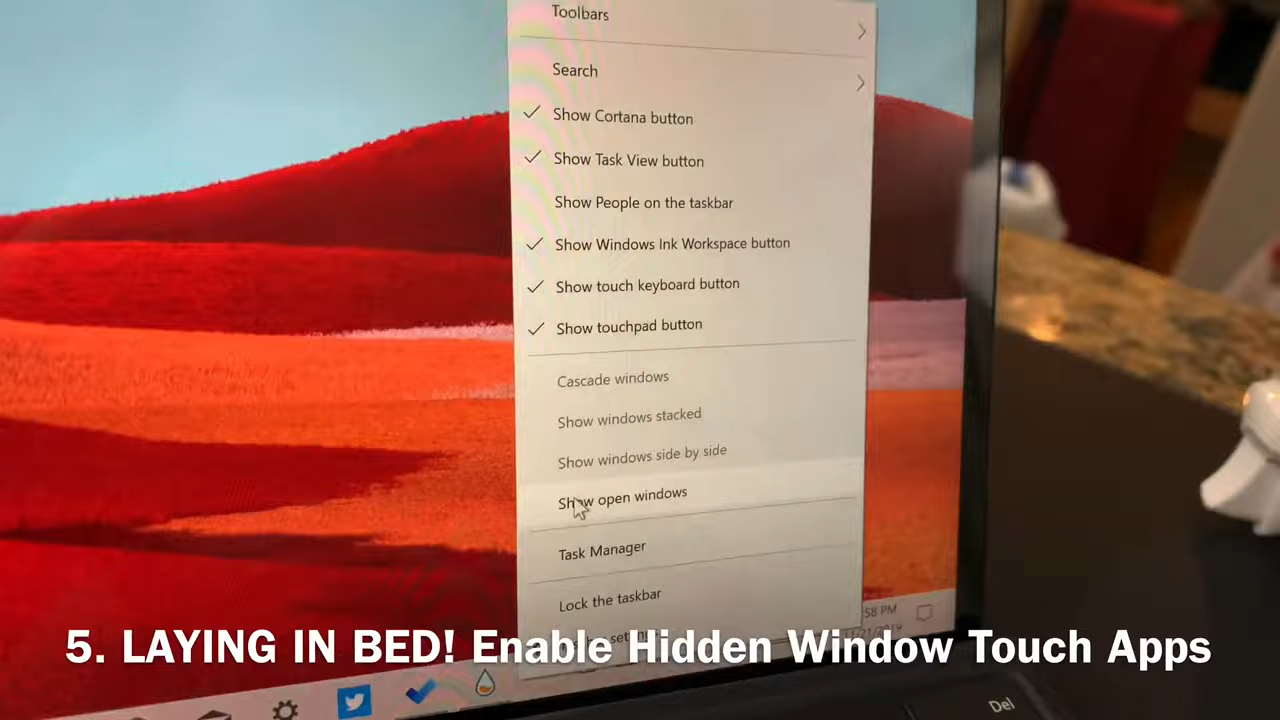 Toolbars
Search
Show Cortana button
Show Task View button
Show People on the taskbar
Show Windows Ink Workspace button
Show touch keyboard button
Show touchpad button
Cascade windows
Show windows stacked
Show windows side by side
Show open windows
Task Manager
Lock the taskbar
:58 PM
5. LAYING IN BED! Enable Hidden Window Touch Apps
Del